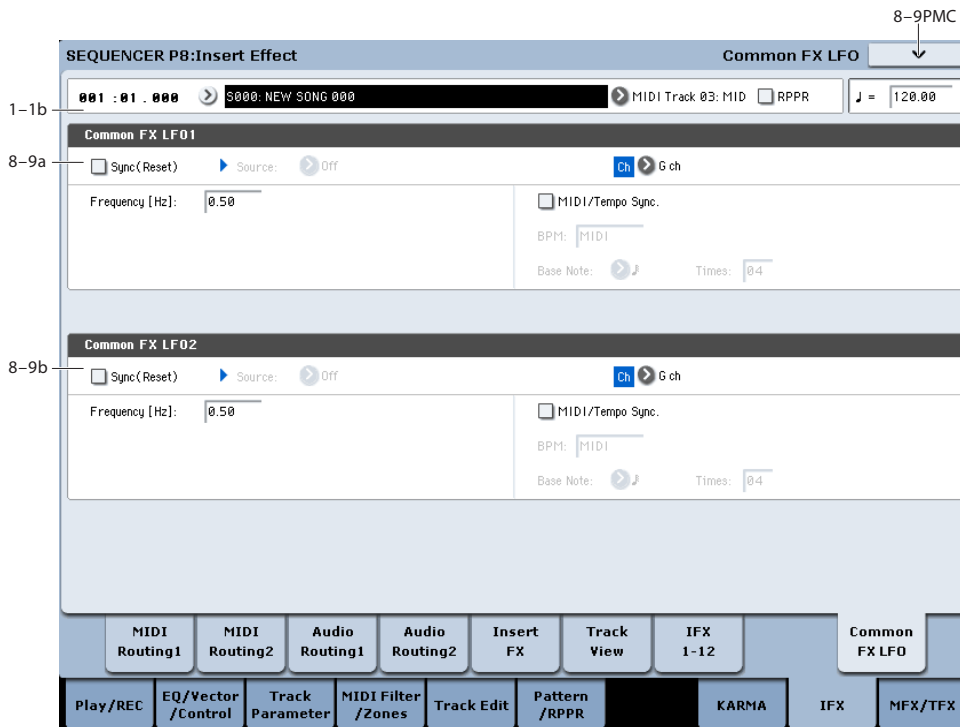 8–9PMC
SEQUENCER P8:Insert Effect Common FX LFO
1–1b
001 :01 . 000 S000: NEW SONG 000 MIDI Track 03: MID RPPR ♩ = 120.00
Common FX LFO1
8–9a
Sync(Reset) Source: Off Ch G ch
Frequency [Hz]: 0.50 MIDI/Tempo Sync.
BPM: MIDI
Base Note: ♪ Times: 04
Common FX LFO2
8–9b
Sync(Reset) Source: Off Ch G ch
Frequency [Hz]: 0.50 MIDI/Tempo Sync.
BPM: MIDI
Base Note: ♪ Times: 04
MIDI Routing1 MIDI Routing2 Audio Routing1 Audio Routing2 Insert FX Track View IFX 1-12 Common FX LFO
Play/REC EQ/Vector /Control Track Parameter MIDI Filter /Zones Track Edit Pattern /RPPR KARMA IFX MFX/TFX